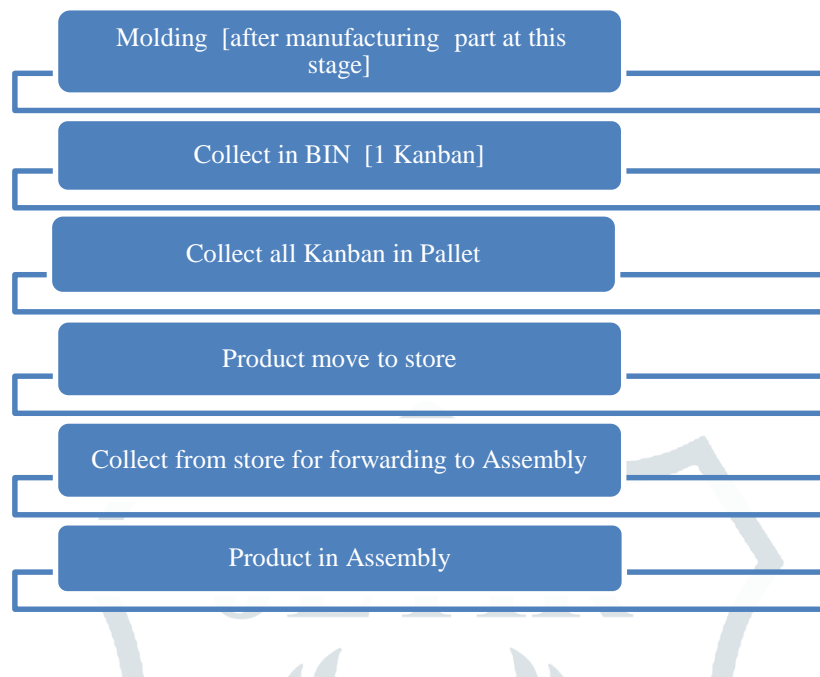 Molding [after manufacturing part at this
stage]
Collect in BIN [1 Kanban]
Collect all Kanban in Pallet
Product move to store
Collect from store for forwarding to Assembly
Product in Assembly